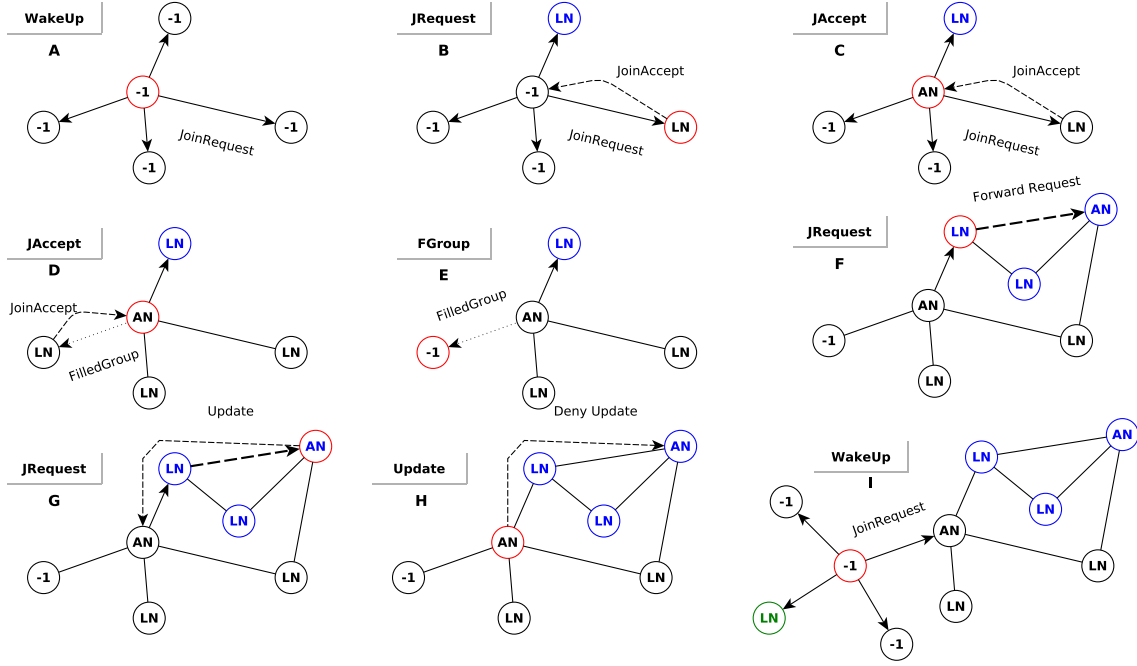 WakeUp
A
-1
-1
-1
-1
-1
JoinRequest
JRequest
B
LN
JoinAccept
-1
-1
LN
JoinRequest
-1
JAccept
C
LN
JoinAccept
AN
-1
LN
JoinRequest
-1
JAccept
D
LN
JoinAccept
AN
LN
LN
FilledGroup
LN
FGroup
E
LN
FilledGroup
AN
-1
LN
LN
Forward Request
JRequest
F
LN
AN
LN
AN
-1
LN
LN
Update
JRequest
G
LN
AN
LN
AN
-1
LN
LN
Deny Update
Update
H
LN
AN
LN
AN
-1
LN
LN
WakeUp
I
LN
AN
LN
-1
JoinRequest
AN
-1
LN
LN
LN
-1